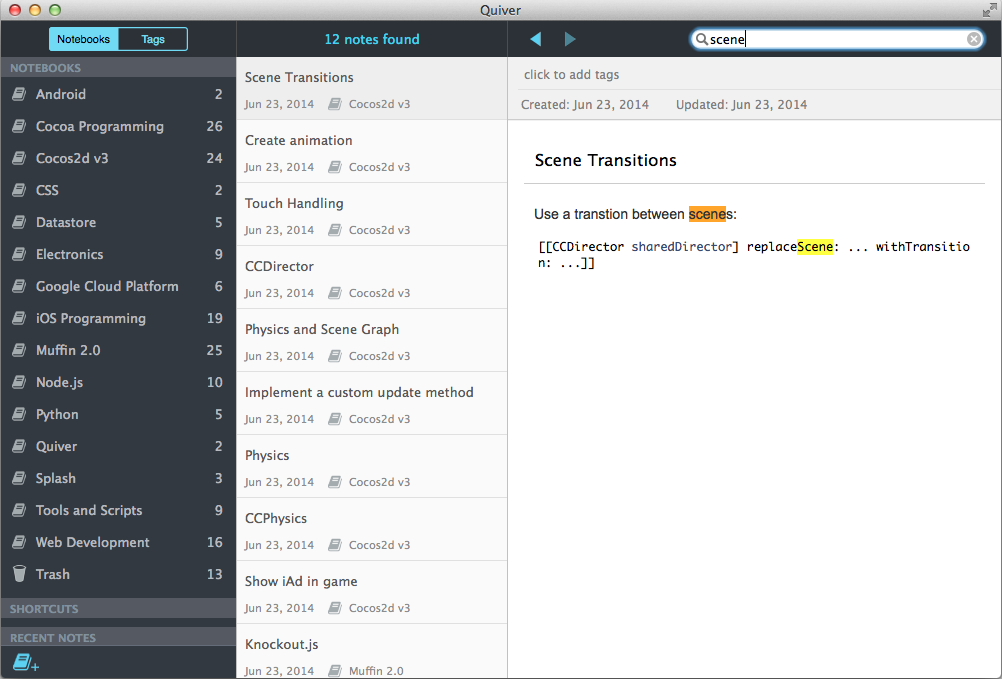 Quiver
Notebooks Tags
12 notes found
scene
NOTEBOOKS
Android 2
Cocoa Programming 26
Cocos2d v3 24
CSS 2
Datastore 5
Electronics 9
Google Cloud Platform 6
iOS Programming 19
Muffin 2.0 25
Node.js 10
Python 5
Quiver 2
Splash 3
Tools and Scripts 9
Web Development 16
Trash 13
SHORTCUTS
RECENT NOTES
Scene Transitions
Jun 23, 2014 Cocos2d v3
Create animation
Jun 23, 2014 Cocos2d v3
Touch Handling
Jun 23, 2014 Cocos2d v3
CCDirector
Jun 23, 2014 Cocos2d v3
Physics and Scene Graph
Jun 23, 2014 Cocos2d v3
Implement a custom update method
Jun 23, 2014 Cocos2d v3
Physics
Jun 23, 2014 Cocos2d v3
CCPhysics
Jun 23, 2014 Cocos2d v3
Show iAd in game
Jun 23, 2014 Cocos2d v3
Knockout.js
Jun 23, 2014 Muffin 2.0
click to add tags
Created: Jun 23, 2014 Updated: Jun 23, 2014
Scene Transitions
Use a transtion between scenes:
[[CCDirector sharedDirector] replaceScene: ... withTransitio
n: ...]]